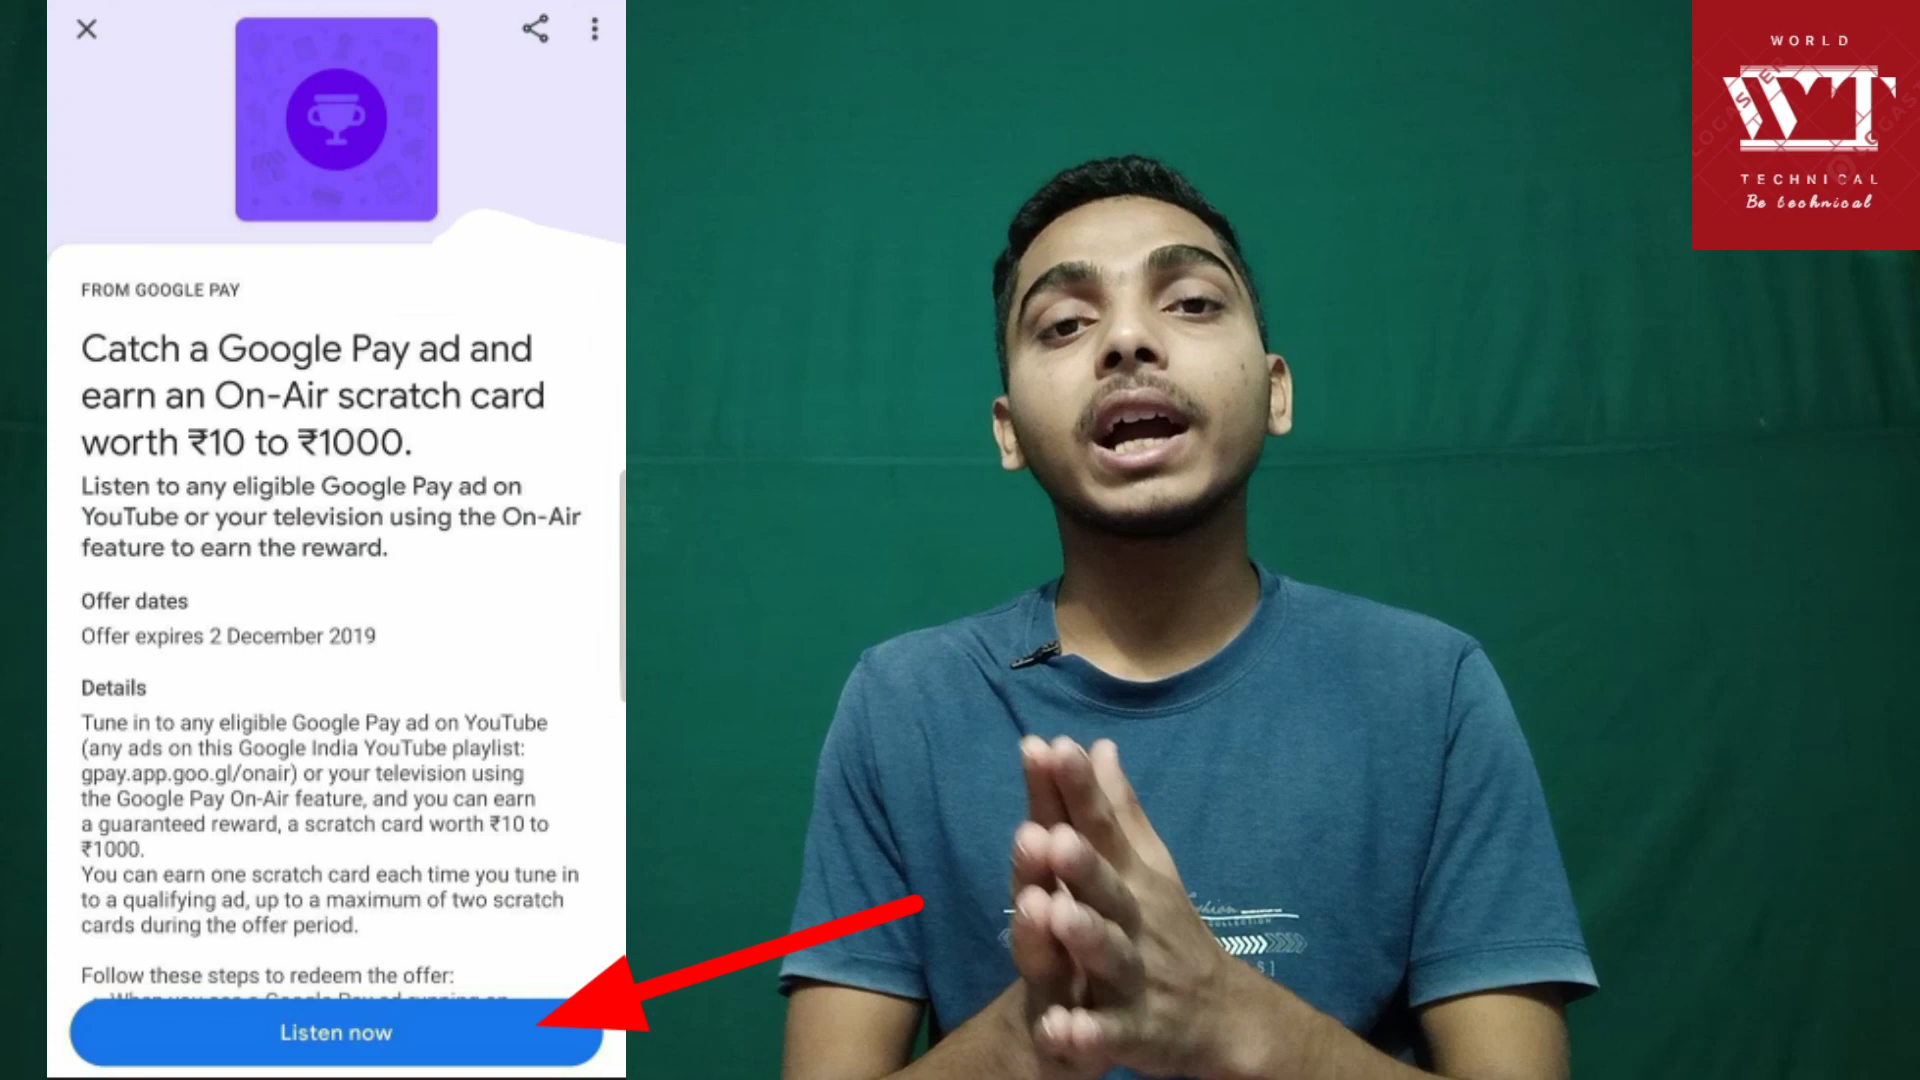 FROM GOOGLE PAY
Catch a Google Pay ad and
earn an On-Air scratch card
worth ₹10 to ₹1000.
Listen to any eligible Google Pay ad on
YouTube or your television using the On-Air
feature to earn the reward.
Offer dates
Offer expires 2 December 2019
Details
Tune in to any eligible Google Pay ad on YouTube
(any ads on this Google India YouTube playlist:
gpay.app.goo.gl/onair) or your television using
the Google Pay On-Air feature, and you can earn
a guaranteed reward, a scratch card worth ₹10 to
₹1000.
You can earn one scratch card each time you tune in
to a qualifying ad, up to a maximum of two scratch
cards during the offer period.
Follow these steps to redeem the offer:
Listen now
WORLD
WT
TECHNICAL
Be technical